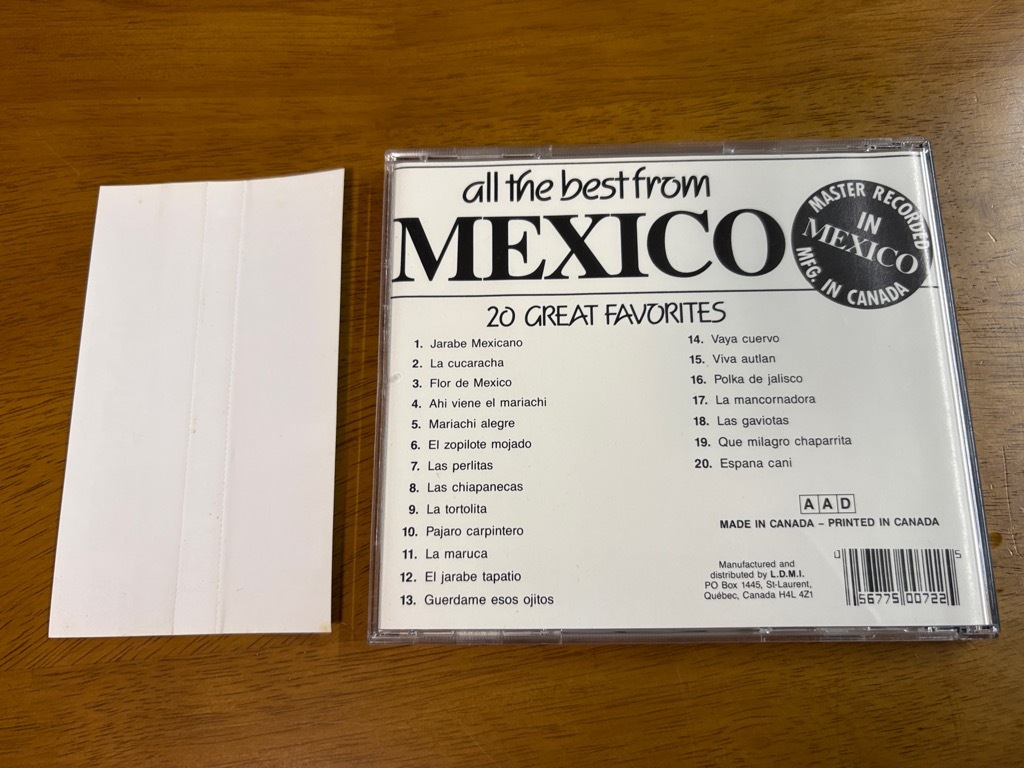 all the best from
MEXICO
MASTER RECORDED
IN
MEXICO
MFG. IN CANADA
20 GREAT FAVORITES
1. Jarabe Mexicano
2. La cucaracha
3. Flor de Mexico
4. Ahi viene el mariachi
5. Mariachi alegre
6. El zopilote mojado
7. Las perlitas
8. Las chiapanecas
9. La tortolita
10. Pajaro carpintero
11. La maruca
12. El jarabe tapatio
13. Guerdame esos ojitos
14. Vaya cuervo
15. Viva autlan
16. Polka de jalisco
17. La mancornadora
18. Las gaviotas
19. Que milagro chaparrita
20. Espana cani
AAD
MADE IN CANADA – PRINTED IN CANADA
Manufactured and
distributed by L.D.M.I.
PO Box 1445, St-Laurent,
Québec, Canada H4L 4Z1
0 56775 00722 5